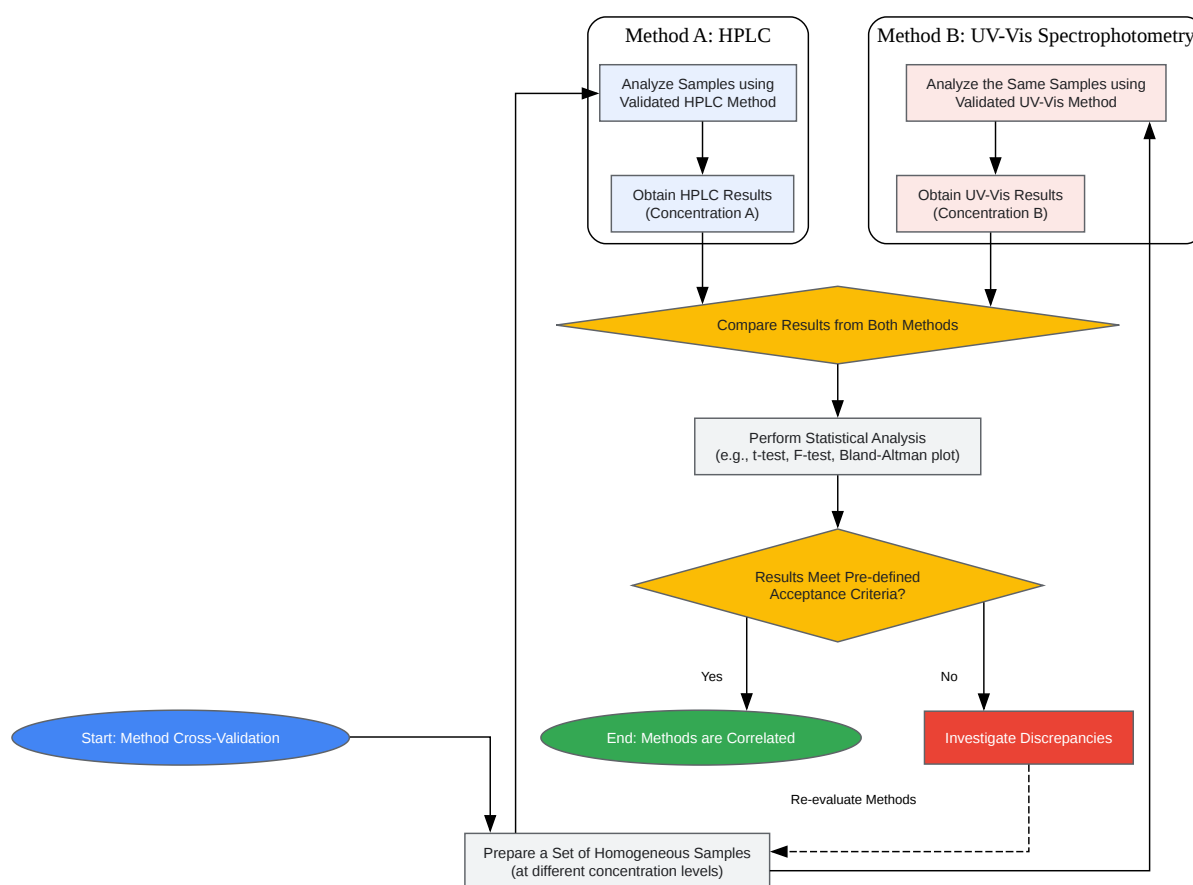 Method A: HPLC
Method B: UV-Vis Spectrophotometry
Analyze Samples using
Validated HPLC Method
Analyze the Same Samples using
Validated UV-Vis Method
Obtain HPLC Results
(Concentration A)
Obtain UV-Vis Results
(Concentration B)
Compare Results from Both Methods
Perform Statistical Analysis
(e.g., t-test, F-test, Bland-Altman plot)
Results Meet Pre-defined
Acceptance Criteria?
Yes
No
Start: Method Cross-Validation
End: Methods are Correlated
Investigate Discrepancies
Re-evaluate Methods
Prepare a Set of Homogeneous Samples
(at different concentration levels)